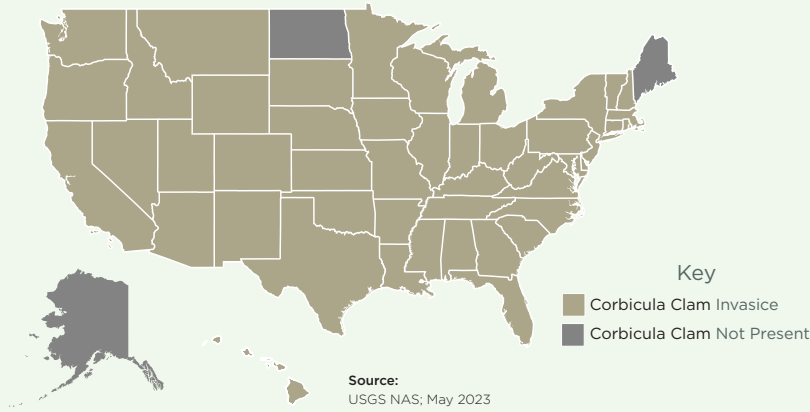 Key
Corbicula Clam Invasice
Corbicula Clam Not Present
Source:
USGS NAS; May 2023